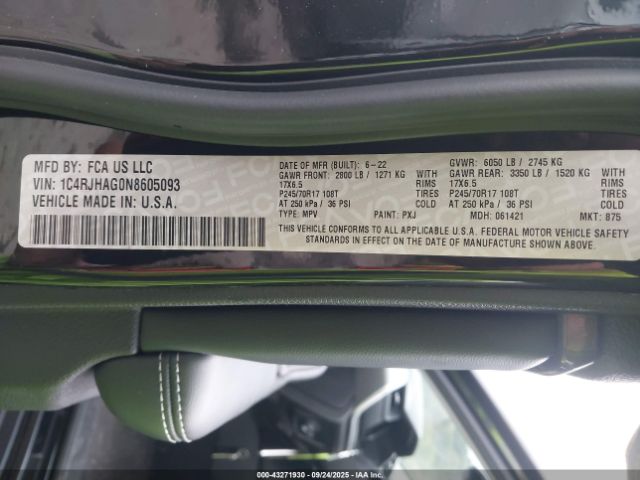 MFD BY: FCA US LLC
VIN: 1C4RJHAG0N8605093
VEHICLE MADE IN: U.S.A.
DATE OF MFR (BUILT): 6-22 GVWR: 6050 LB / 2745 KG
GAWR FRONT: 2800 LB / 1271 KG WITH GAWR REAR: 3350 LB / 1520 KG WITH
17X6.5 RIMS 17X6.5 RIMS
P245/70R17 108T TIRES P245/70R17 108T TIRES
AT 250 kPa / 36 PSI COLD AT 250 kPa / 36 PSI COLD
TYPE: MPV PAINT: PXJ MDH: 061421 MKT: 875
THIS VEHICLE CONFORMS TO ALL APPLICABLE U.S.A. FEDERAL MOTOR VEHICLE SAFETY
STANDARDS IN EFFECT ON THE DATE OF MANUFACTURE SHOWN ABOVE.
000-43271930 - 09/24/2025 - IAA Inc.